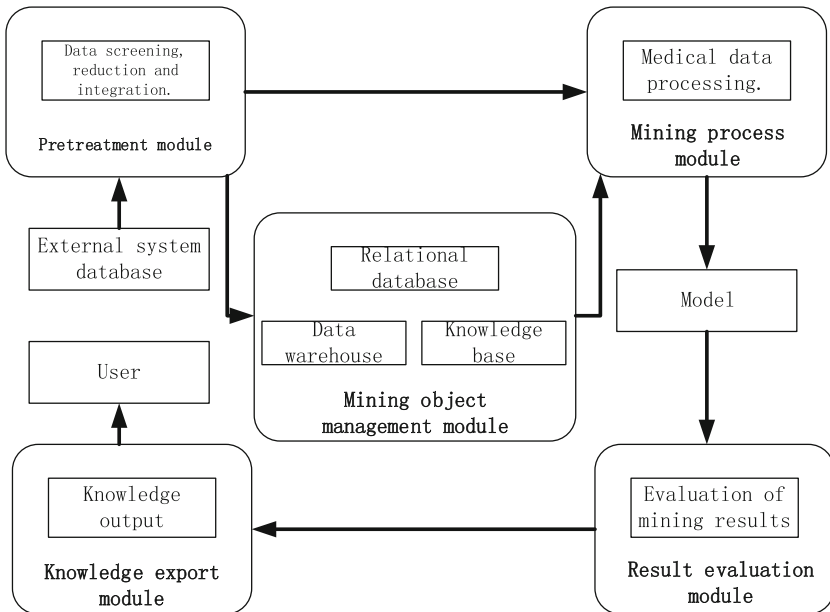 Data screening,
reduction and
integration.
Pretreatment module
Medical data
processing.
Mining process
module
External system
database
Relational
database
Data
warehouse
Knowledge
base
Mining object
management module
Model
User
Knowledge
output
Knowledge export
module
Evaluation of
mining results
Result evaluation
module